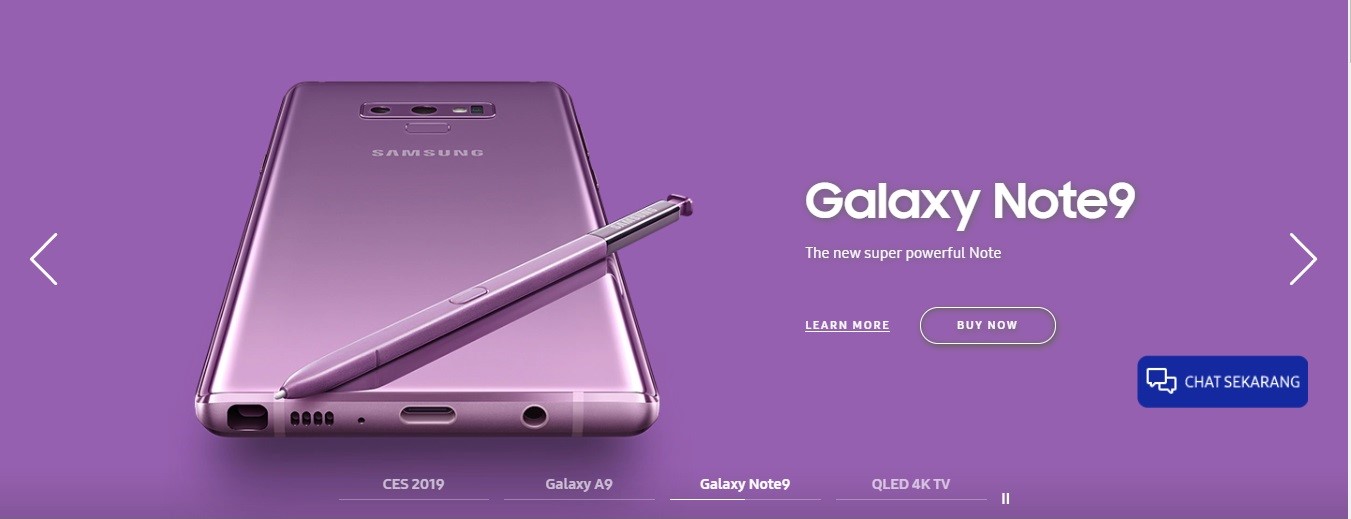 SAMSUNG
Galaxy Note9
The new super powerful Note
LEARN MORE
BUY NOW
CHAT SEKARANG
CES 2019
Galaxy A9
Galaxy Note9
QLED 4K TV